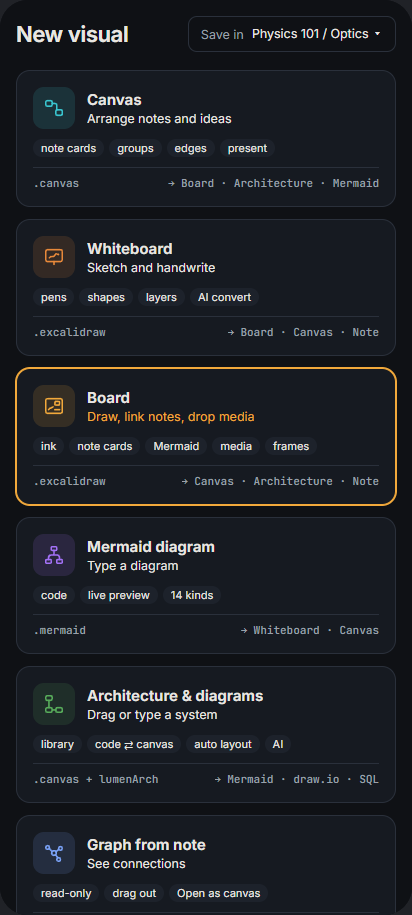 New visual
Save in Physics 101 / Optics
Canvas
Arrange notes and ideas
note cards groups edges present
.canvas → Board · Architecture · Mermaid
Whiteboard
Sketch and handwrite
pens shapes layers AI convert
.excalidraw → Board · Canvas · Note
Board
Draw, link notes, drop media
ink note cards Mermaid media frames
.excalidraw → Canvas · Architecture · Note
Mermaid diagram
Type a diagram
code live preview 14 kinds
.mermaid → Whiteboard · Canvas
Architecture & diagrams
Drag or type a system
library code ⇄ canvas auto layout AI
.canvas + lumenArch → Mermaid · draw.io · SQL
Graph from note
See connections
read-only drag out Open as canvas